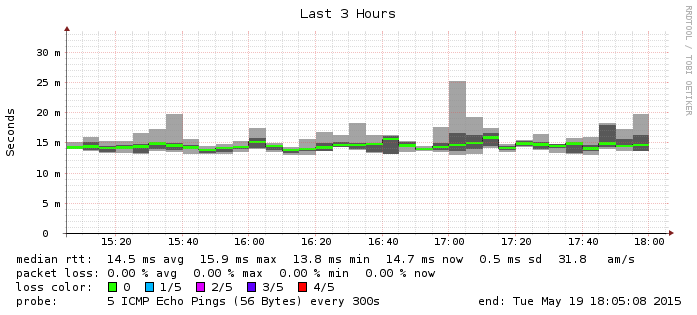 Last 3 Hours
RRDTOOL / TOBI OETIKER
Seconds
30 m
25 m
20 m
15 m
10 m
5 m
0
15:20 15:40 16:00 16:20 16:40 17:00 17:20 17:40 18:00
median rtt: 14.5 ms avg 15.9 ms max 13.8 ms min 14.7 ms now 0.5 ms sd 31.8 am/s
packet loss: 0.00 % avg 0.00 % max 0.00 % min 0.00 % now
loss color: 0 1/5 2/5 3/5 4/5
probe: 5 ICMP Echo Pings (56 Bytes) every 300s end: Tue May 19 18:05:08 2015